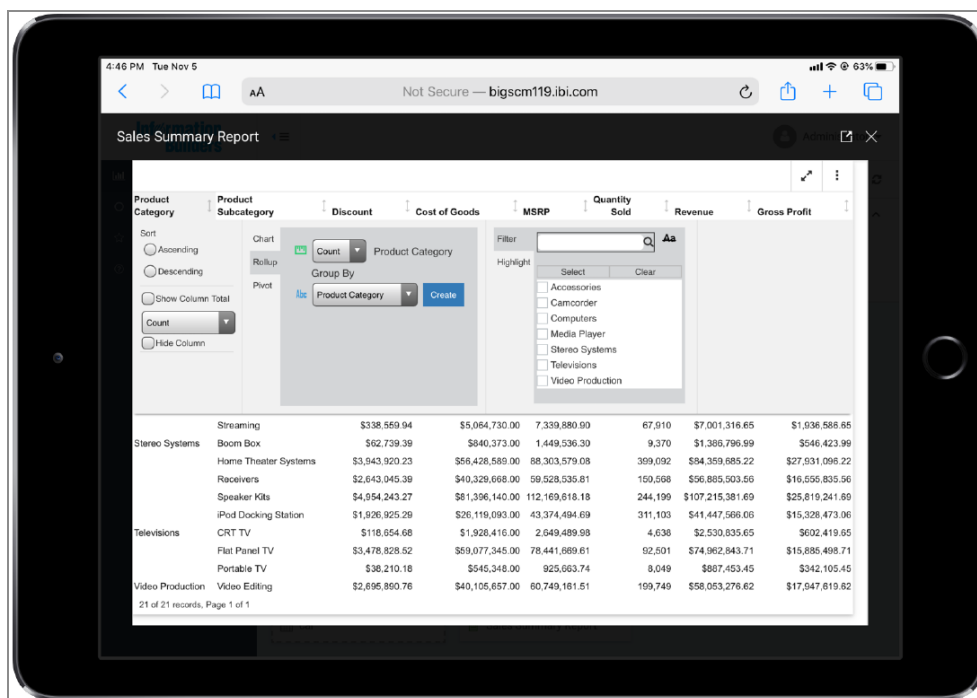 4:46 PM Tue Nov 5
63%
AA
Not Secure — bigscm119.ibi.com
Sales Summary Report
Product Category
Product Subcategory
Discount
Cost of Goods
MSRP
Quantity Sold
Revenue
Gross Profit
Sort
Ascending
Descending
Show Column Total
Count
Hide Column
Chart
Rollup
Pivot
Count Product Category
Group By
Abc Product Category Create
Filter
Aa
Highlight
Select Clear
Accessories
Camcorder
Computers
Media Player
Stereo Systems
Televisions
Video Production
Streaming $338,559.94 $5,064,730.00 7,339,880.90 67,910 $7,001,316.65 $1,936,586.65
Stereo Systems Boom Box $62,739.39 $840,373.00 1,449,536.30 9,370 $1,386,796.99 $546,423.99
Home Theater Systems $3,943,920.23 $56,428,589.00 88,303,579.08 399,092 $84,359,685.22 $27,931,096.22
Receivers $2,643,045.39 $40,329,668.00 59,528,535.81 150,568 $56,885,503.56 $16,555,835.56
Speaker Kits $4,954,243.27 $81,396,140.00 112,169,618.18 244,199 $107,215,381.69 $25,819,241.69
iPod Docking Station $1,926,925.29 $26,119,093.00 43,374,494.69 311,103 $41,447,566.06 $15,328,473.06
Televisions CRT TV $118,654.68 $1,928,416.00 2,649,489.98 4,638 $2,530,835.65 $602,419.65
Flat Panel TV $3,478,828.52 $59,077,345.00 78,441,669.61 92,501 $74,962,843.71 $15,885,498.71
Portable TV $38,210.18 $545,348.00 925,663.74 8,049 $887,453.45 $342,105.45
Video Production Video Editing $2,695,890.76 $40,105,657.00 60,749,161.51 199,749 $58,053,276.62 $17,947,619.62
21 of 21 records, Page 1 of 1